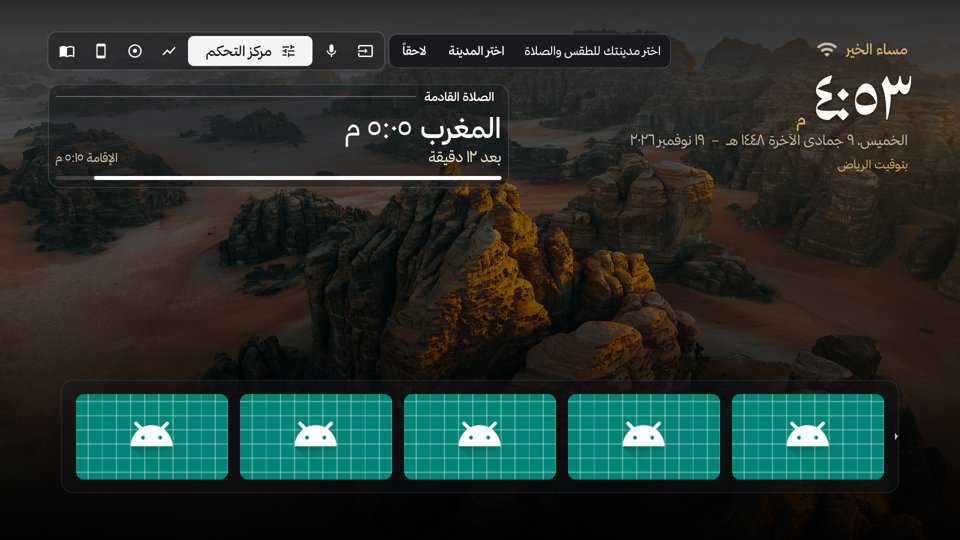 مساء الخير
٤:٥٣ م
الخميس، ٩ جمادى الآخرة ١٤٤٨ هـ – ١٩ نوفمبر ٢٠٢٦
بتوقيت الرياض
اختر مدينتك للطقس والصلاة اختر المدينة لاحقاً
مركز التحكم
الصلاة القادمة
المغرب ٥:٠٥ م
بعد ١٢ دقيقة
الإقامة ٥:١٥ م